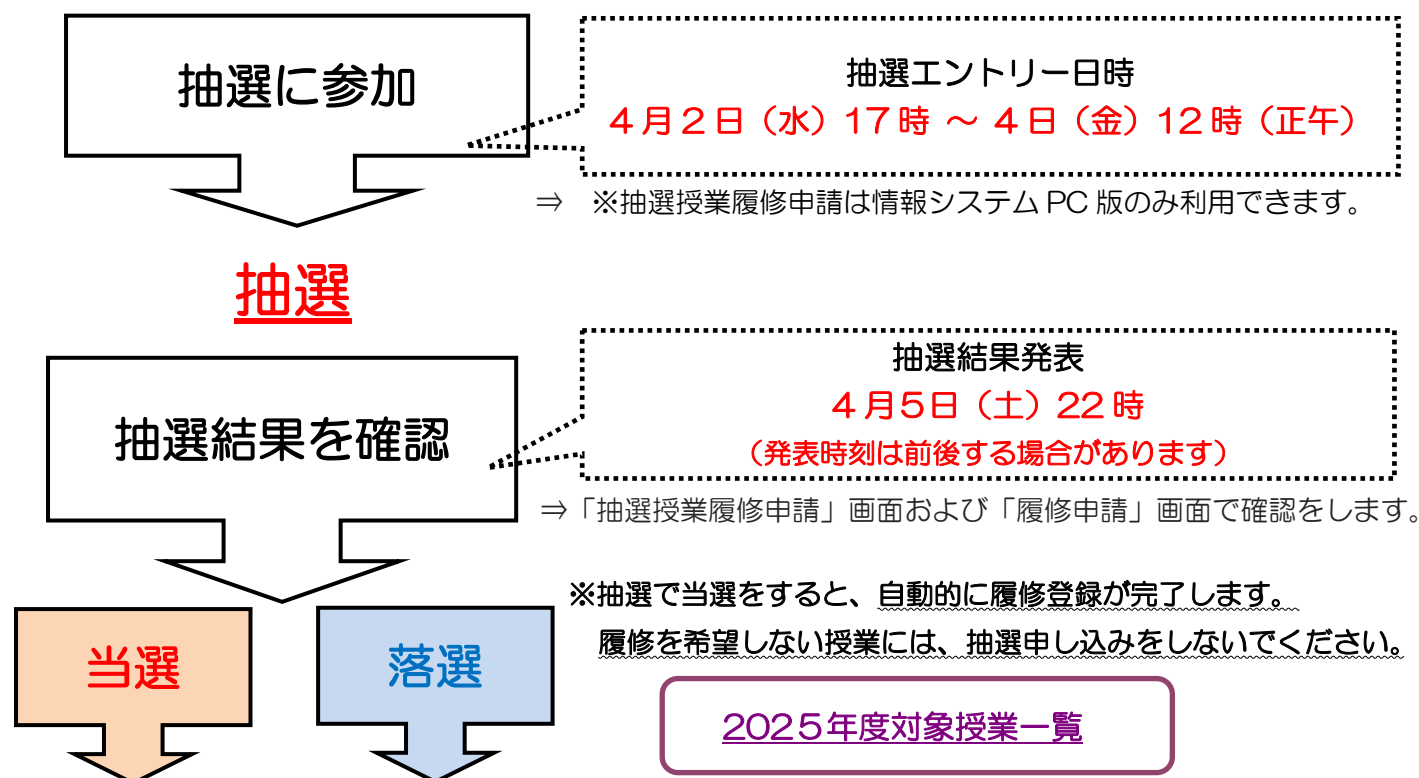 抽選に参加
抽選エントリー日時
4月2日（水）17時 ～ 4日（金）12時（正午）
⇒ ※抽選授業履修申請は情報システム PC 版のみ利用できます。
抽選
抽選結果発表
4月5日（土）22時
（発表時刻は前後する場合があります）
抽選結果を確認
⇒「抽選授業履修申請」画面および「履修申請」画面で確認をします。
※抽選で当選をすると、自動的に履修登録が完了します。
履修を希望しない授業には、抽選申し込みをしないでください。
当選
落選
2025年度対象授業一覧